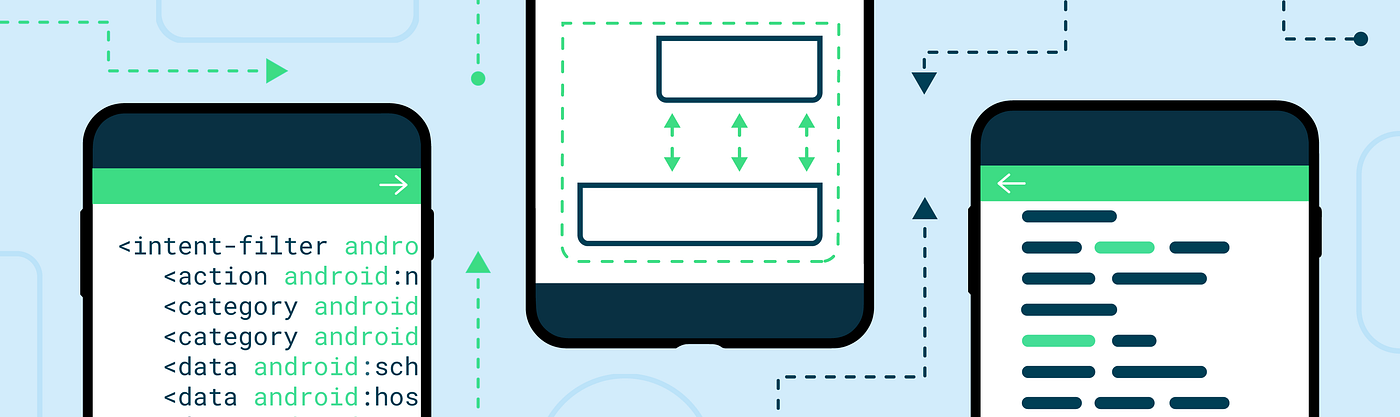 <intent-filter andro
<action android:n
<category android
<category android
<data android:sch
<data android:hos